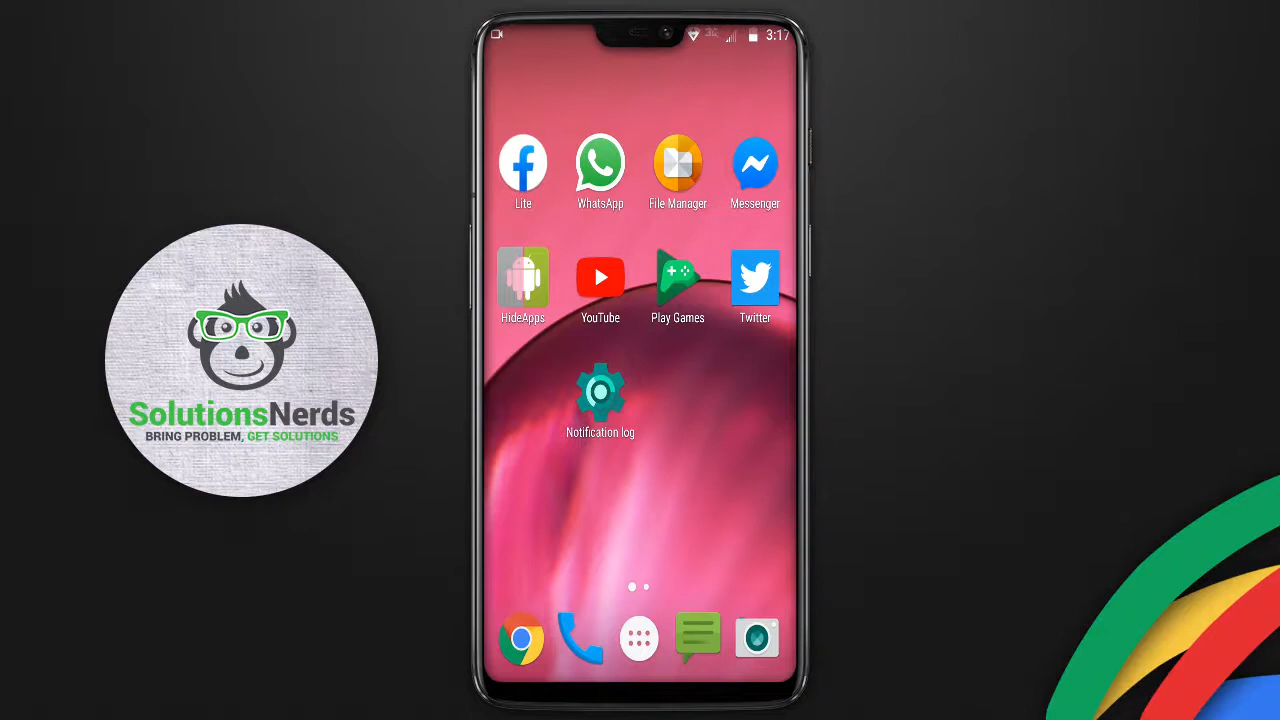 3G 3:17
Lite WhatsApp File Manager Messenger
HideApps YouTube Play Games Twitter
Notification log
SolutionsNerds
BRING PROBLEM, GET SOLUTIONS